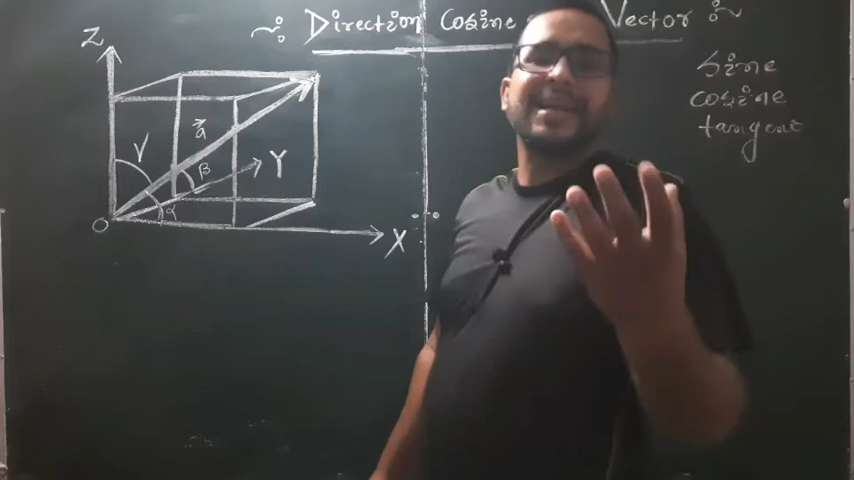 ~: Direction Cosine Vector :~
sine
cosine
tangent
Z
a
γ
β
Y
α
O
X